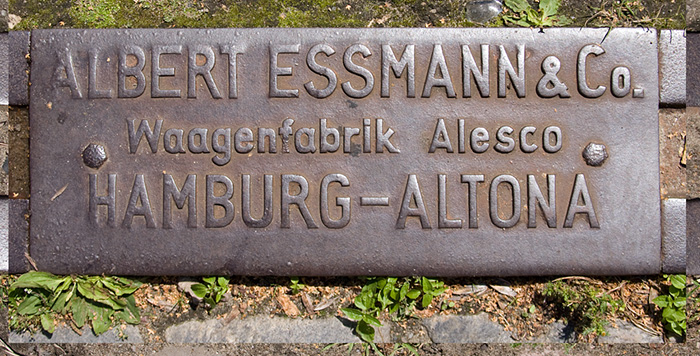 ALBERT ESSMANN & Co.
Waagenfabrik Alesco
HAMBURG-ALTONA